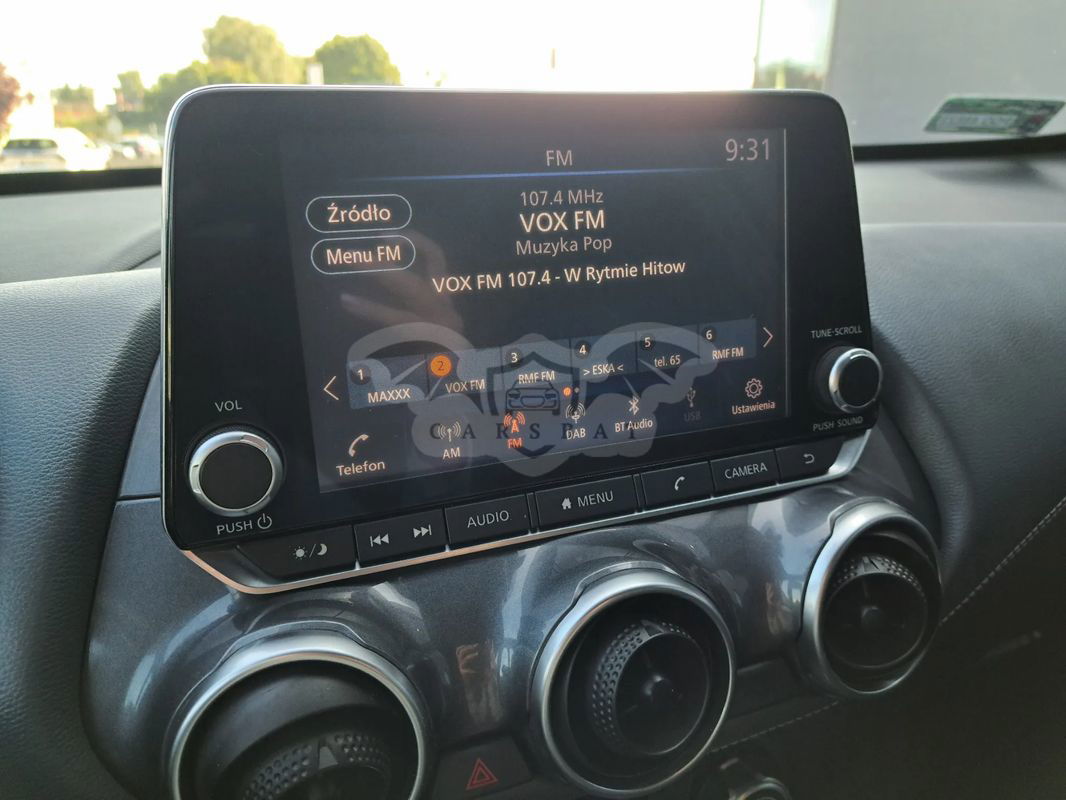 FM
9:31
107.4 MHz
Źródło
VOX FM
Menu FM
Muzyka Pop
VOX FM 107.4 - W Rytmie Hitow
1 MAXXX
2 VOX FM
3 RMF FM
4 > ESKA <
5 tel. 65
6 RMF FM
Telefon
AM
FM
DAB
BT Audio
USB
Ustawienia
CARSBAT
VOL
PUSH
TUNE·SCROLL
PUSH SOUND
AUDIO
MENU
CAMERA